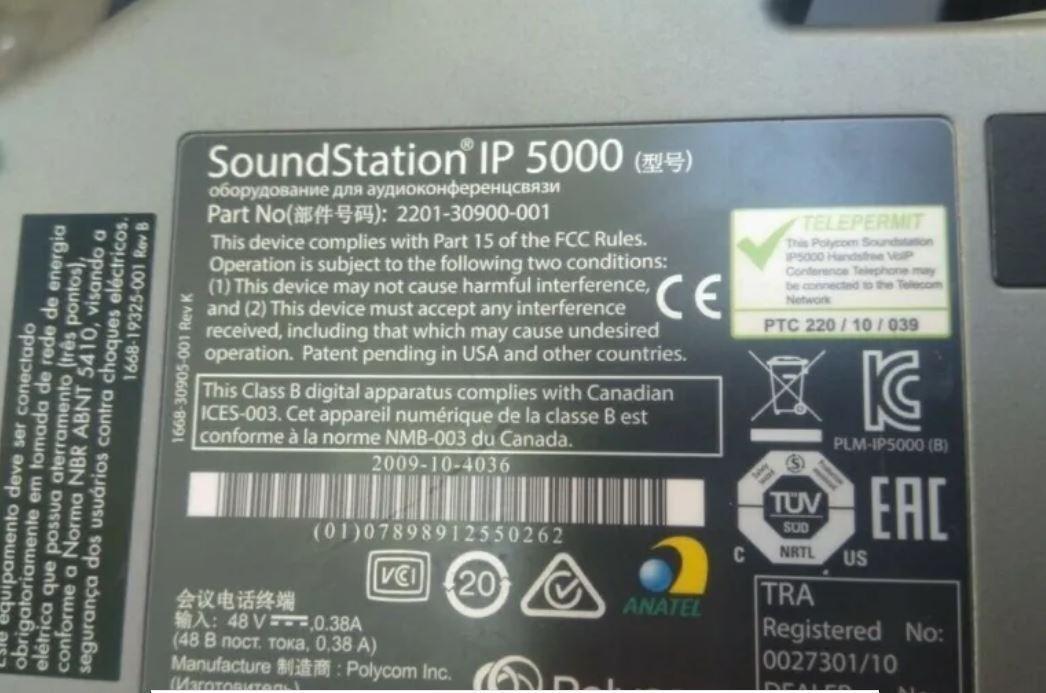 SoundStation® IP 5000 (型号)
оборудование для аудиоконференцсвязи
Part No(部件号码): 2201-30900-001
This device complies with Part 15 of the FCC Rules.
Operation is subject to the following two conditions:
(1) This device may not cause harmful interference,
and (2) This device must accept any interference
received, including that which may cause undesired
operation. Patent pending in USA and other countries.
CE
TELEPERMIT
This Polycom Soundstation
IP5000 Handsfree VoIP
Conference Telephone may
be connected to the Telecom
Network
PTC 220 / 10 / 039
1668-30905-001 Rev K
This Class B digital apparatus complies with Canadian
ICES-003. Cet appareil numérique de la classe B est
conforme à la norme NMB-003 du Canada.
PLM-IP5000 (B)
2009-10-4036
(01)07898912550262
TÜV
SÜD
NRTL
C US
EAC
VCI
20
ANATEL
会议电话终端
输入: 48 V ,0.38A
(48 В пост. тока, 0,38 A)
Manufacture 制造商 : Polycom Inc.
(Изготовитель)
TRA
Registered No:
0027301/10
DEALER No
Este equipamento deve ser conectado
obrigatoriamente em tomada de rede de energia
elétrica que possua aterramento (três pontos),
conforme a Norma NBR ABNT 5410, visando a
segurança dos usuários contra choques eléctricos.
1668-19325-001 Rev B